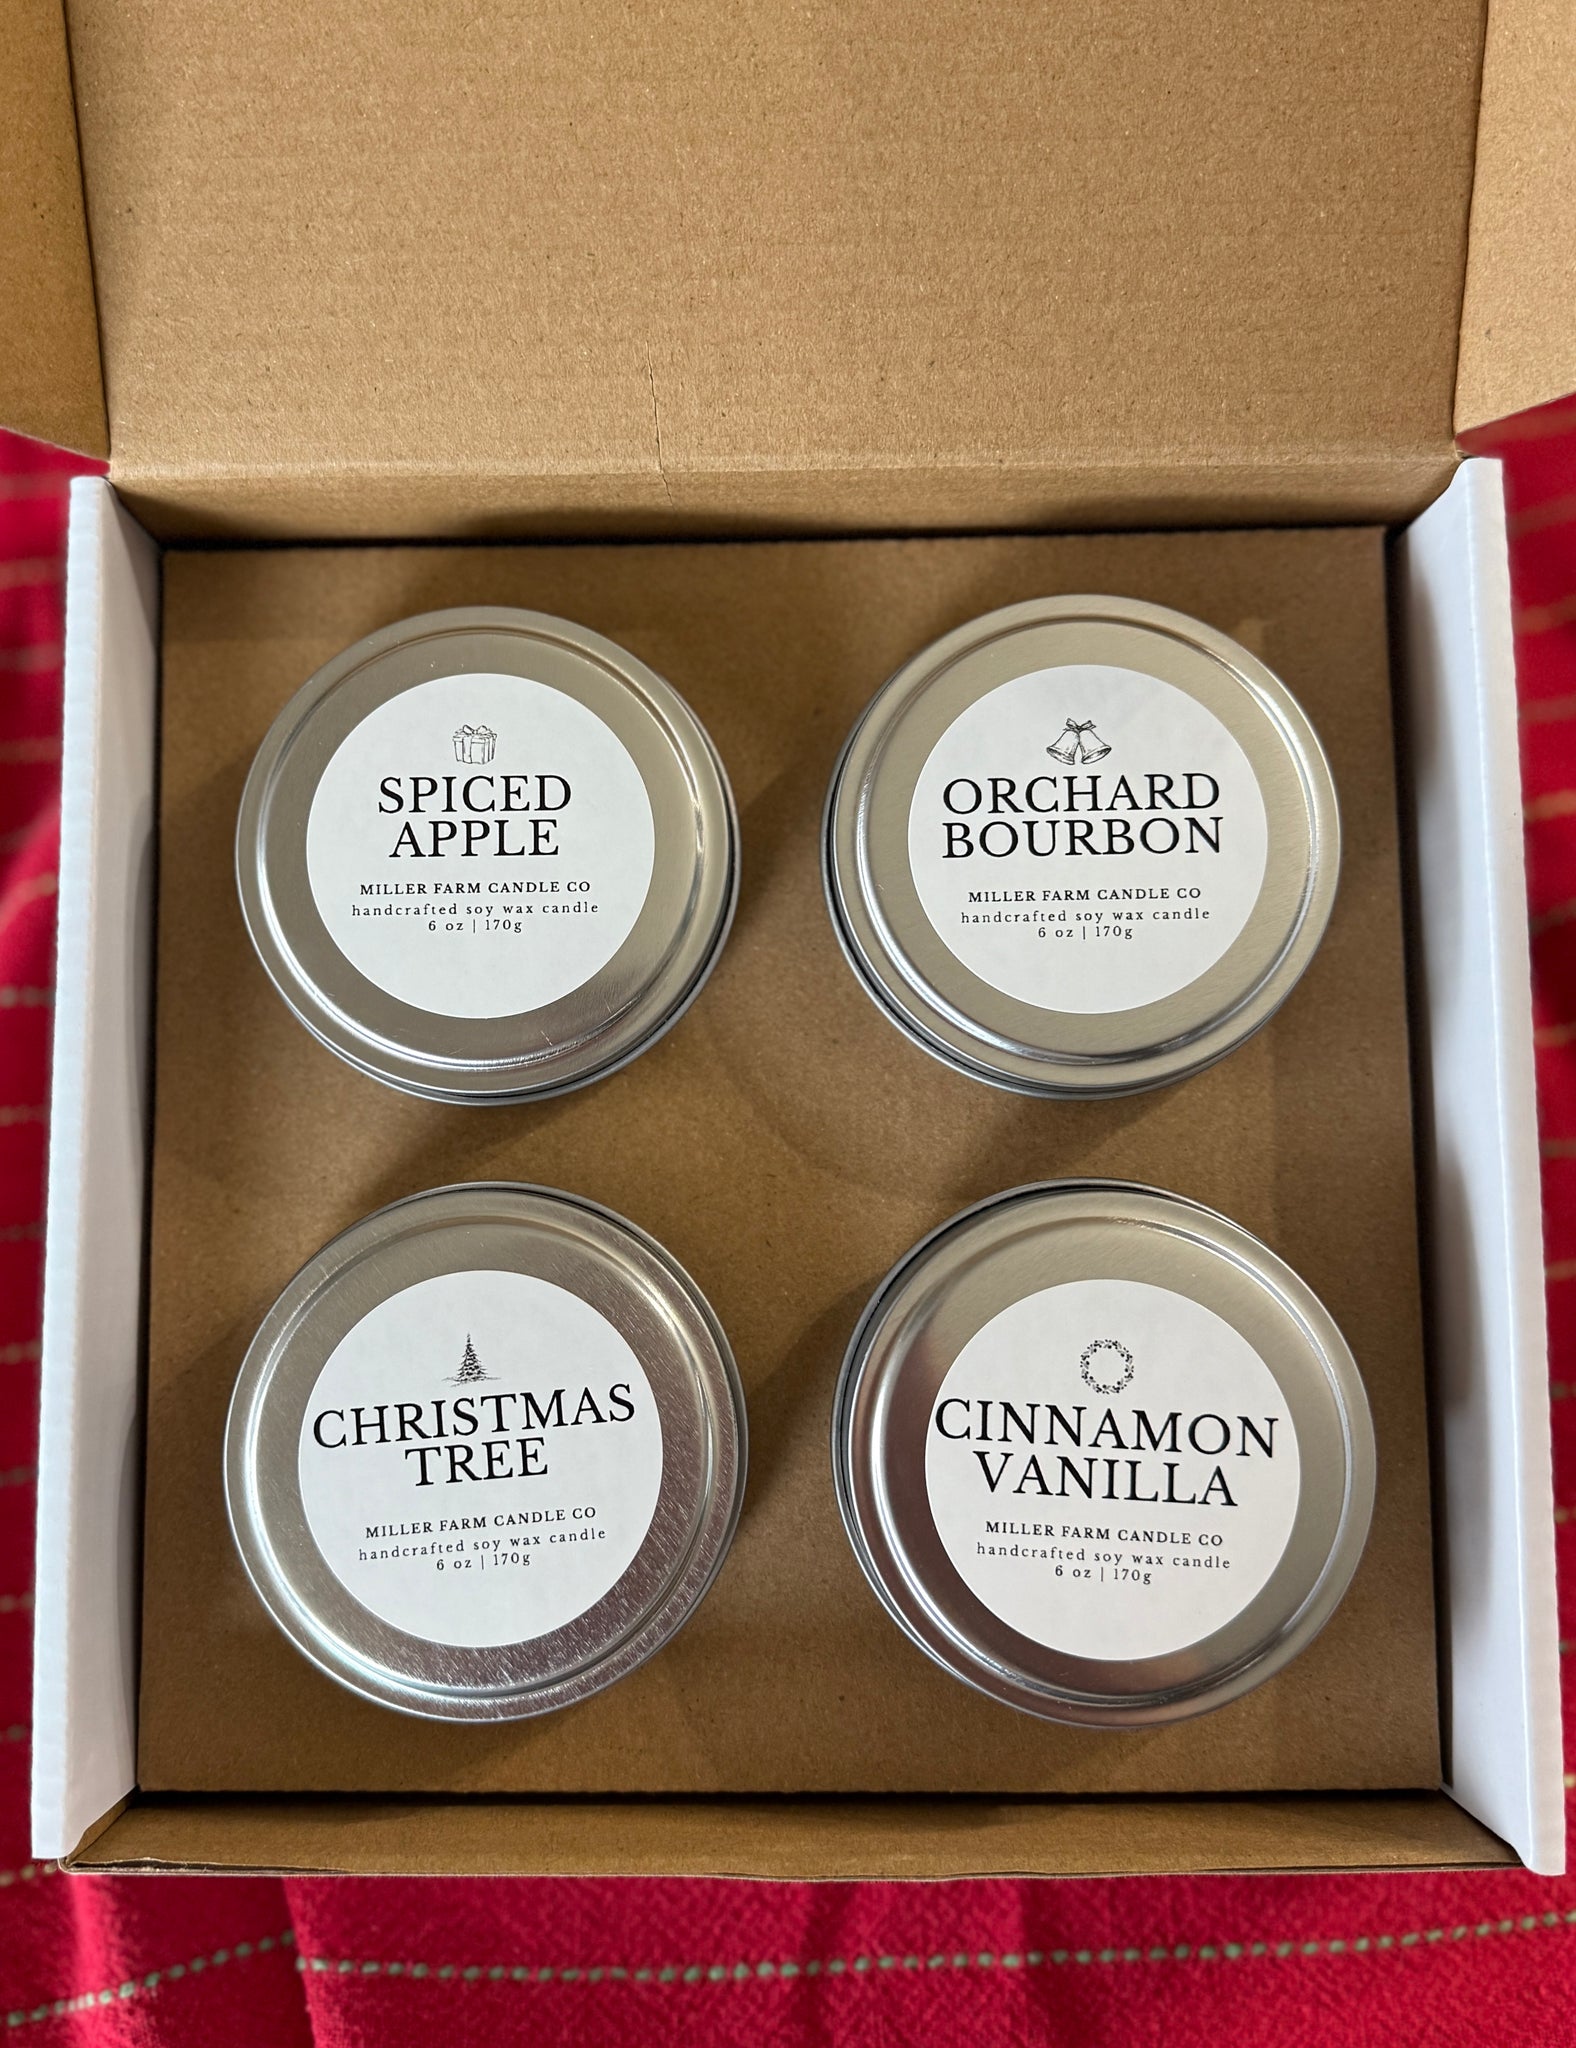 SPICED
APPLE
MILLER FARM CANDLE CO
handcrafted soy wax candle
6 oz | 170g
ORCHARD
BOURBON
MILLER FARM CANDLE CO
handcrafted soy wax candle
6 oz | 170g
CHRISTMAS
TREE
MILLER FARM CANDLE CO
handcrafted soy wax candle
6 oz | 170g
CINNAMON
VANILLA
MILLER FARM CANDLE CO
handcrafted soy wax candle
6 oz | 170g